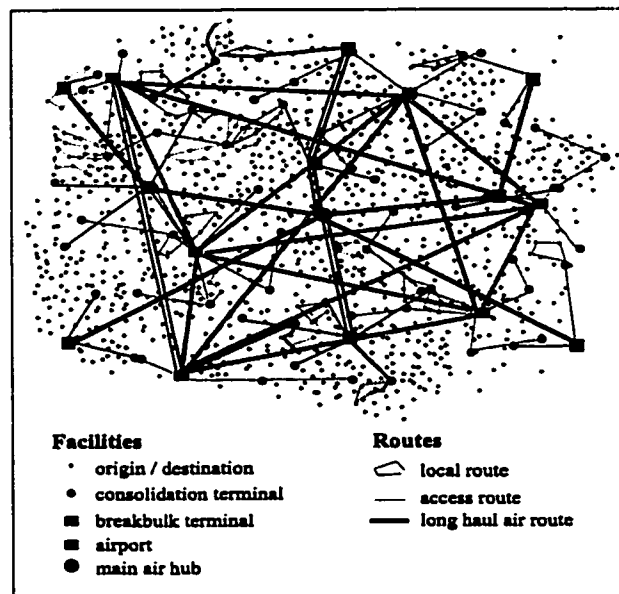 Facilities
origin / destination
consolidation terminal
breakbulk terminal
airport
main air hub
Routes
local route
access route
long haul air route